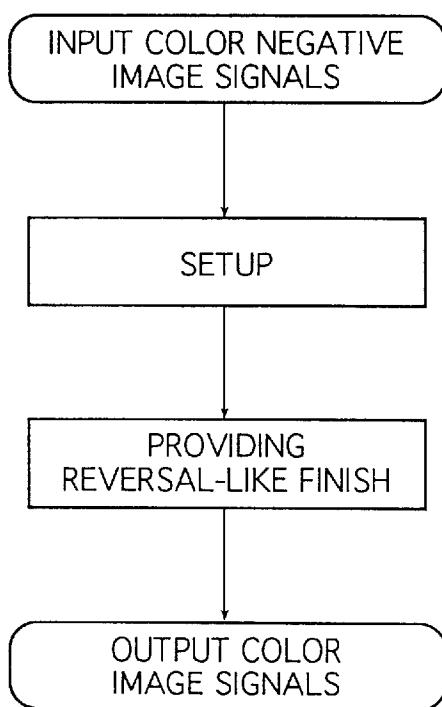 INPUT COLOR NEGATIVE
IMAGE SIGNALS
SETUP
PROVIDING
REVERSAL-LIKE FINISH
OUTPUT COLOR
IMAGE SIGNALS